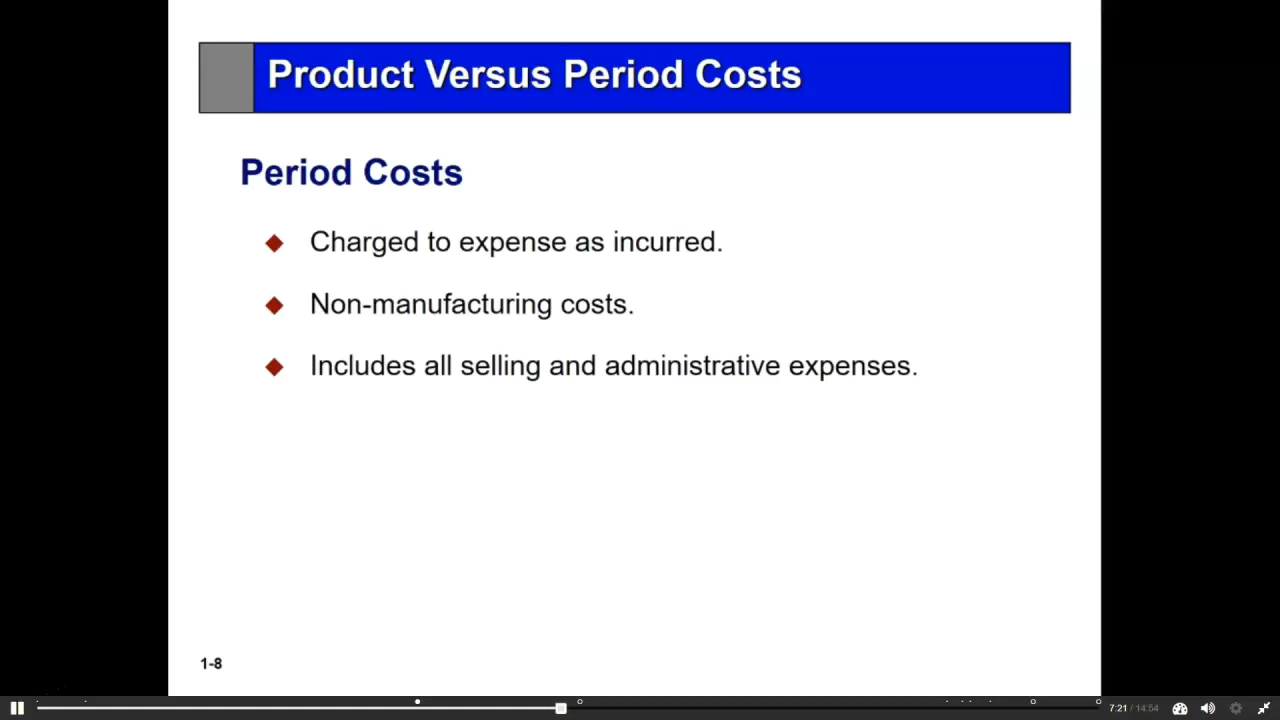 Product Versus Period Costs
Period Costs
Charged to expense as incurred.
Non-manufacturing costs.
Includes all selling and administrative expenses.
1-8
7:21 / 14:54